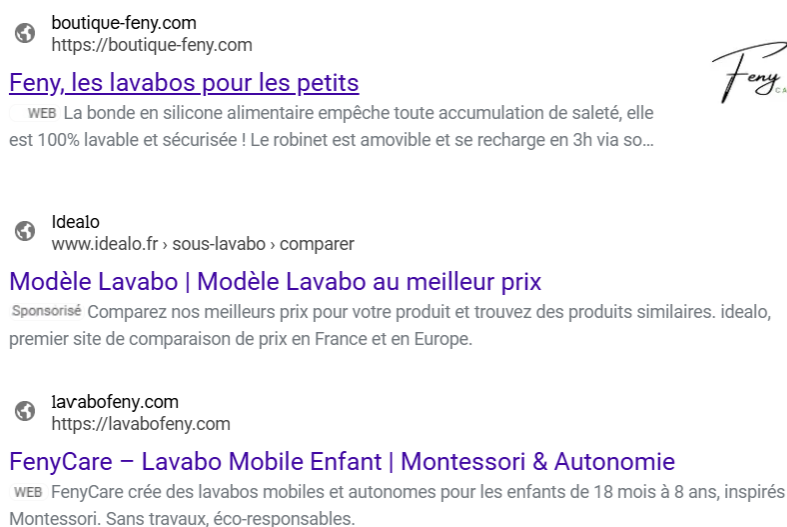 boutique-feny.com
https://boutique-feny.com
Feny, les lavabos pour les petits
Feny
WEB La bonde en silicone alimentaire empêche toute accumulation de saleté, elle
est 100% lavable et sécurisée ! Le robinet est amovible et se recharge en 3h via so...
Idealo
www.idealo.fr › sous-lavabo › comparer
Modèle Lavabo | Modèle Lavabo au meilleur prix
Sponsorisé Comparez nos meilleurs prix pour votre produit et trouvez des produits similaires. idealo,
premier site de comparaison de prix en France et en Europe.
lavabofeny.com
https://lavabofeny.com
FenyCare – Lavabo Mobile Enfant | Montessori & Autonomie
WEB FenyCare crée des lavabos mobiles et autonomes pour les enfants de 18 mois à 8 ans, inspirés
Montessori. Sans travaux, éco-responsables.